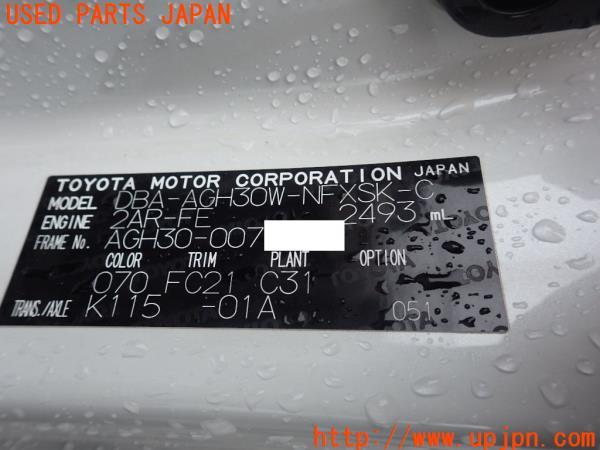 USED PARTS JAPAN
TOYOTA MOTOR CORPORATION JAPAN
MODEL DBA-AGH30W-NFXSK-C
ENGINE 2AR-FE 2493 mL
FRAME No. AGH30-007
COLOR TRIM PLANT OPTION
070 FC21 C31
TRANS./AXLE K115 -01A 051
http://www.upjpn.com